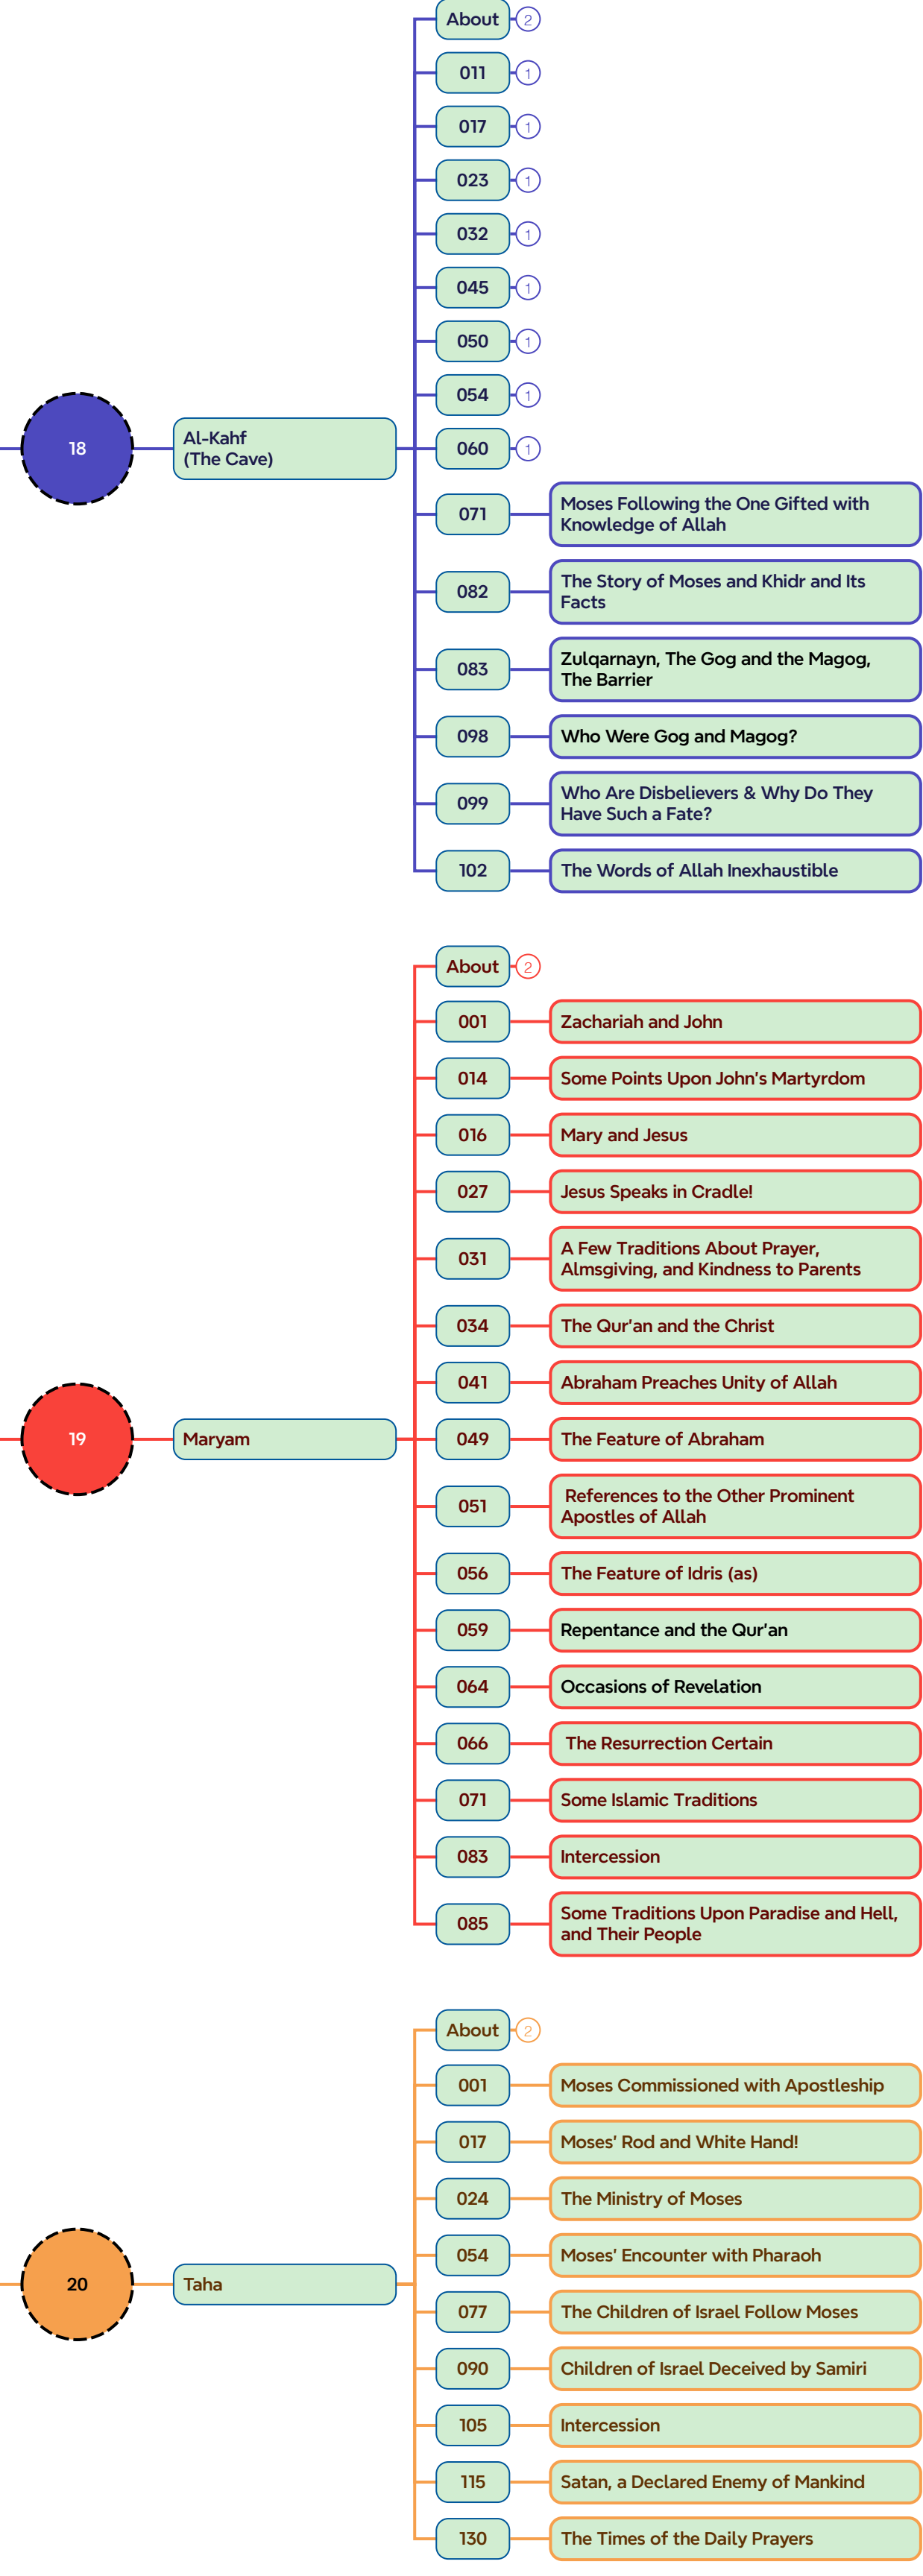 18
Al-Kahf
(The Cave)
About
2
011
1
017
1
023
1
032
1
045
1
050
1
054
1
060
1
071
Moses Following the One Gifted with
Knowledge of Allah
082
The Story of Moses and Khidr and Its
Facts
083
Zulqarnayn, The Gog and the Magog,
The Barrier
098
Who Were Gog and Magog?
099
Who Are Disbelievers & Why Do They
Have Such a Fate?
102
The Words of Allah Inexhaustible
19
Maryam
About
2
001
Zachariah and John
014
Some Points Upon John's Martyrdom
016
Mary and Jesus
027
Jesus Speaks in Cradle!
031
A Few Traditions About Prayer,
Almsgiving, and Kindness to Parents
034
The Qur'an and the Christ
041
Abraham Preaches Unity of Allah
049
The Feature of Abraham
051
References to the Other Prominent
Apostles of Allah
056
The Feature of Idris (as)
059
Repentance and the Qur'an
064
Occasions of Revelation
066
The Resurrection Certain
071
Some Islamic Traditions
083
Intercession
085
Some Traditions Upon Paradise and Hell,
and Their People
20
Taha
About
2
001
Moses Commissioned with Apostleship
017
Moses' Rod and White Hand!
024
The Ministry of Moses
054
Moses' Encounter with Pharaoh
077
The Children of Israel Follow Moses
090
Children of Israel Deceived by Samiri
105
Intercession
115
Satan, a Declared Enemy of Mankind
130
The Times of the Daily Prayers